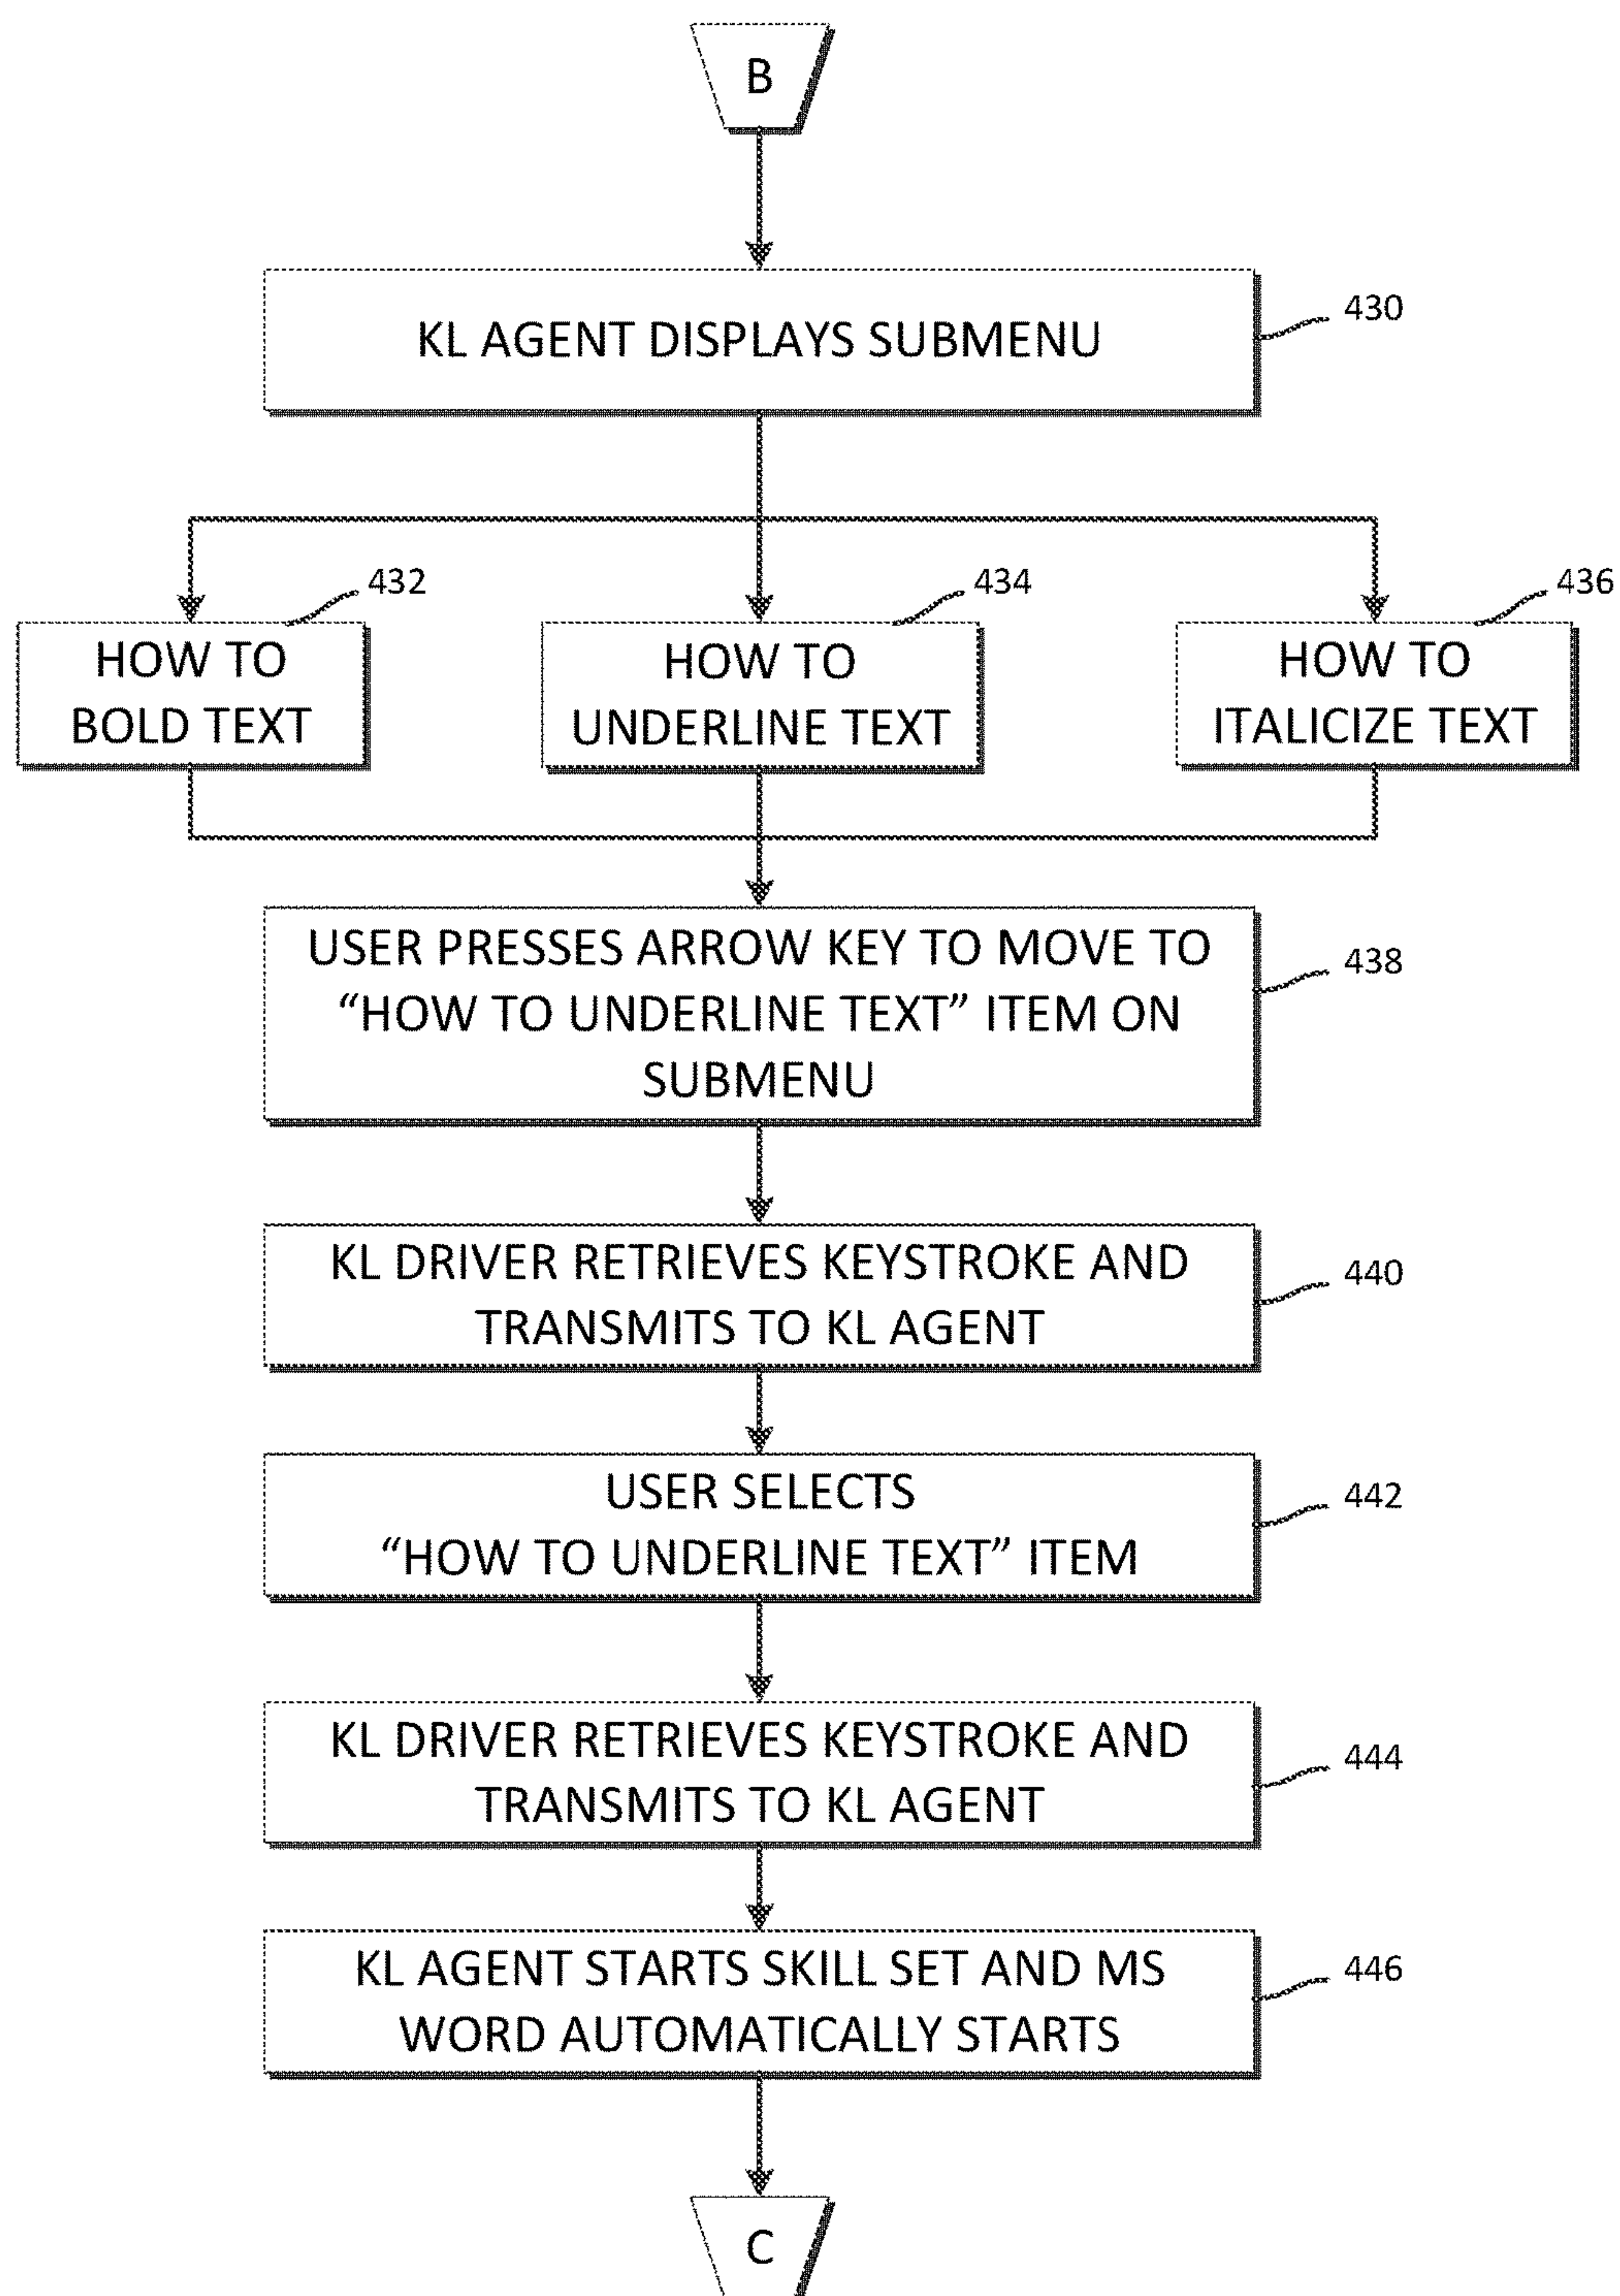 B
KL AGENT DISPLAYS SUBMENU
430
432
434
436
HOW TO
BOLD TEXT
HOW TO
UNDERLINE TEXT
HOW TO
ITALICIZE TEXT
USER PRESSES ARROW KEY TO MOVE TO
“HOW TO UNDERLINE TEXT” ITEM ON
SUBMENU
438
KL DRIVER RETRIEVES KEYSTROKE AND
TRANSMITS TO KL AGENT
440
USER SELECTS
“HOW TO UNDERLINE TEXT” ITEM
442
KL DRIVER RETRIEVES KEYSTROKE AND
TRANSMITS TO KL AGENT
444
KL AGENT STARTS SKILL SET AND MS
WORD AUTOMATICALLY STARTS
446
C